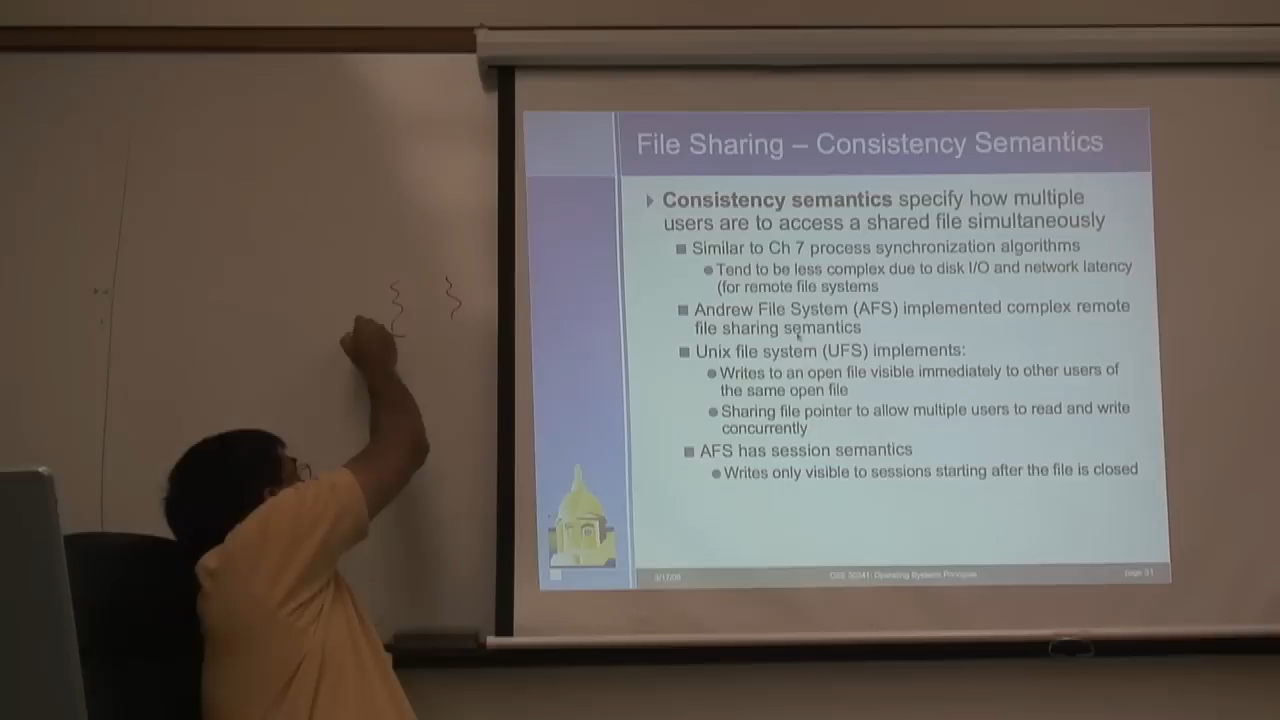 File Sharing – Consistency Semantics
Consistency semantics specify how multiple
users are to access a shared file simultaneously
Similar to Ch 7 process synchronization algorithms
Tend to be less complex due to disk I/O and network latency
(for remote file systems
Andrew File System (AFS) implemented complex remote
file sharing semantics
Unix file system (UFS) implements:
Writes to an open file visible immediately to other users of
the same open file
Sharing file pointer to allow multiple users to read and write
concurrently
AFS has session semantics
Writes only visible to sessions starting after the file is closed
CSE 30341: Operating Systems Principles
page 31